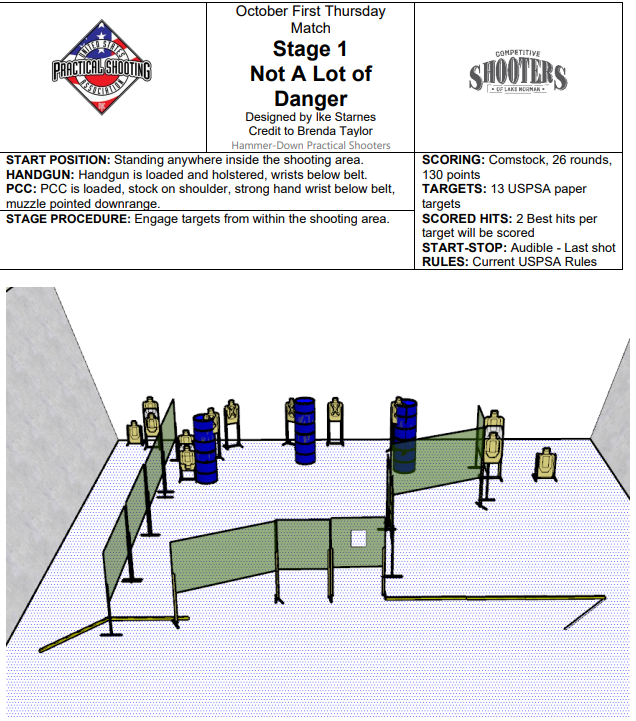 UNITED STATES
PRACTICAL SHOOTING
ASSOCIATION
October First Thursday
Match
Stage 1
Not A Lot of
Danger
Designed by Ike Starnes
Credit to Brenda Taylor
Hammer-Down Practical Shooters
COMPETITIVE
SHOOTERS
OF LAKE NORMAN
START POSITION: Standing anywhere inside the shooting area.
HANDGUN: Handgun is loaded and holstered, wrists below belt.
PCC: PCC is loaded, stock on shoulder, strong hand wrist below belt,
muzzle pointed downrange.
STAGE PROCEDURE: Engage targets from within the shooting area.
SCORING: Comstock, 26 rounds,
130 points
TARGETS: 13 USPSA paper
targets
SCORED HITS: 2 Best hits per
target will be scored
START-STOP: Audible - Last shot
RULES: Current USPSA Rules